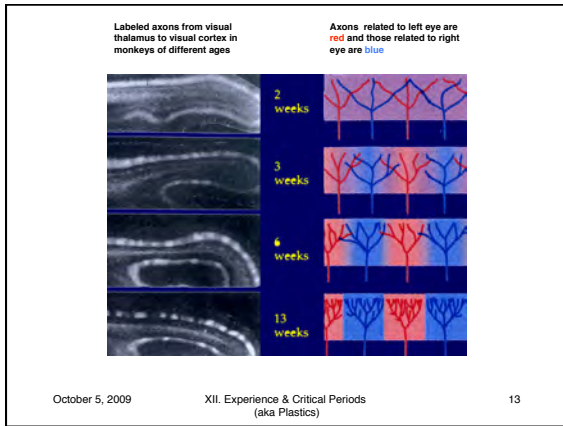 Labeled axons from visual
thalamus to visual cortex in
monkeys of different ages
Axons related to left eye are
red and those related to right
eye are blue
2
weeks
3
weeks
6
weeks
13
weeks
October 5, 2009
XII. Experience & Critical Periods
(aka Plastics)
13